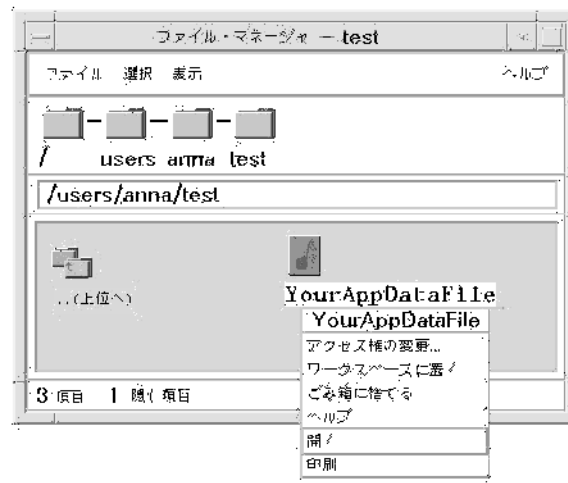 ファイル・マネージャ - test
ファイル 選択 表示 ヘルプ
/ users anna test
/users/anna/test
..(上位へ)
YourAppDataFile
YourAppDataFile
アクセス権の変更...
ワークスペースに置く
ごみ箱に捨てる
ヘルプ
開く
印刷
3 項目 1 隠し項目